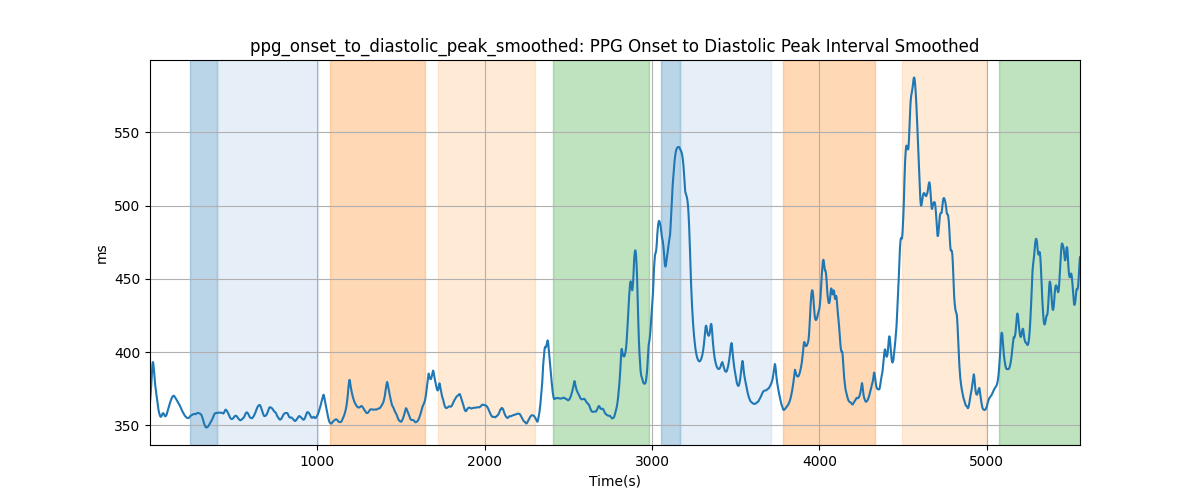 ppg_onset_to_diastolic_peak_smoothed: PPG Onset to Diastolic Peak Interval Smoothed
550
500
450
400
350
ms
1000 2000 3000 4000 5000
Time(s)